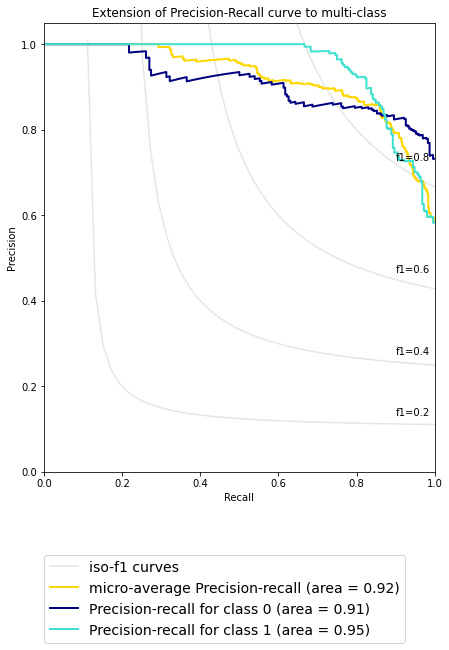 Extension of Precision-Recall curve to multi-class
1.0
0.8
f1=0.8
0.6
f1=0.6
0.4
f1=0.4
0.2
f1=0.2
0.0
Precision
0.0 0.2 0.4 0.6 0.8 1.0
Recall
iso-f1 curves
micro-average Precision-recall (area = 0.92)
Precision-recall for class 0 (area = 0.91)
Precision-recall for class 1 (area = 0.95)